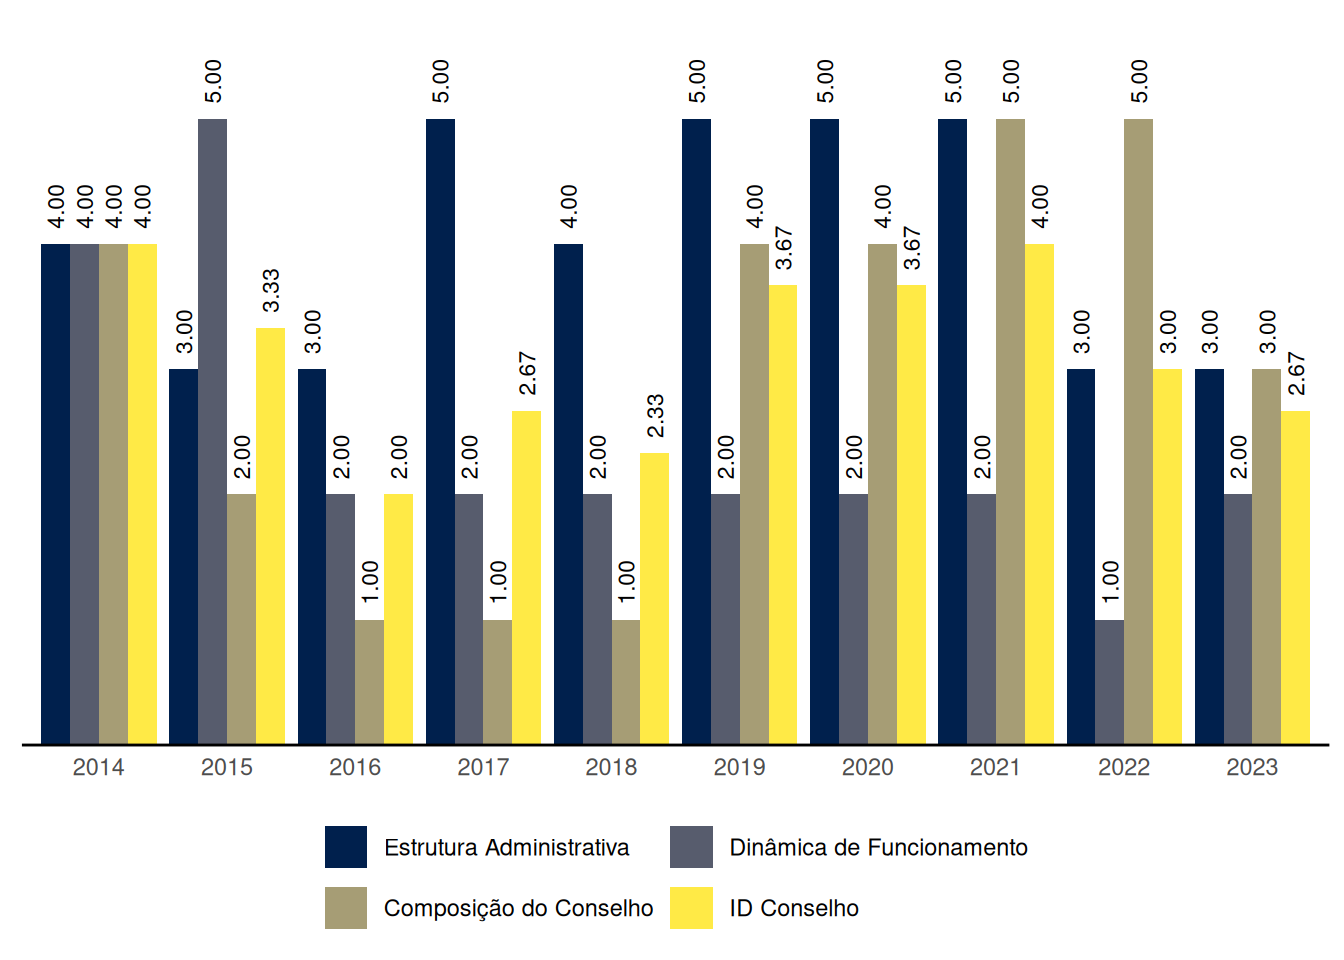 4.00 4.00 4.00 4.00 3.00 5.00 2.00 3.33 3.00 2.00 1.00 2.00 5.00 2.00 1.00 2.67 4.00 2.00 1.00 2.33 5.00 2.00 4.00 3.67 5.00 2.00 4.00 3.67 5.00 2.00 5.00 4.00 3.00 1.00 5.00 3.00 3.00 2.00 3.00 2.67
2014 2015 2016 2017 2018 2019 2020 2021 2022 2023
Estrutura Administrativa Dinâmica de Funcionamento
Composição do Conselho ID Conselho